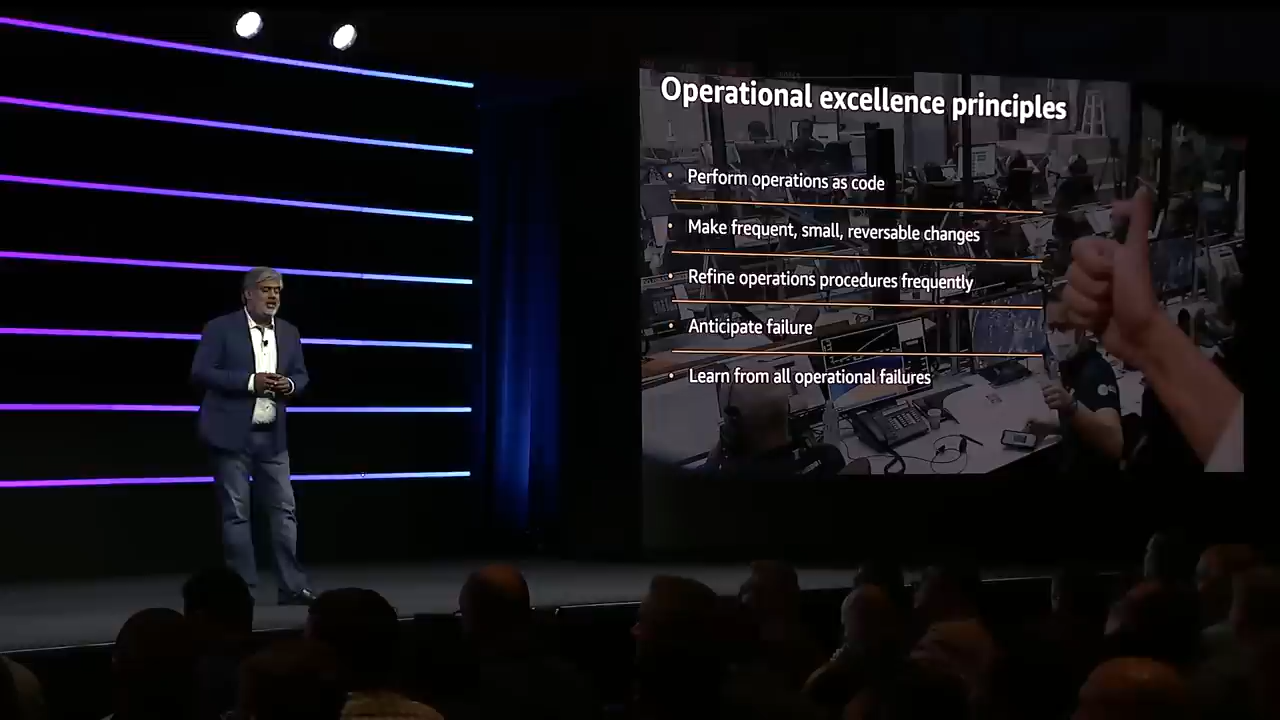 Operational excellence principles
• Perform operations as code
• Make frequent, small, reversable changes
• Refine operations procedures frequently
• Anticipate failure
• Learn from all operational failures